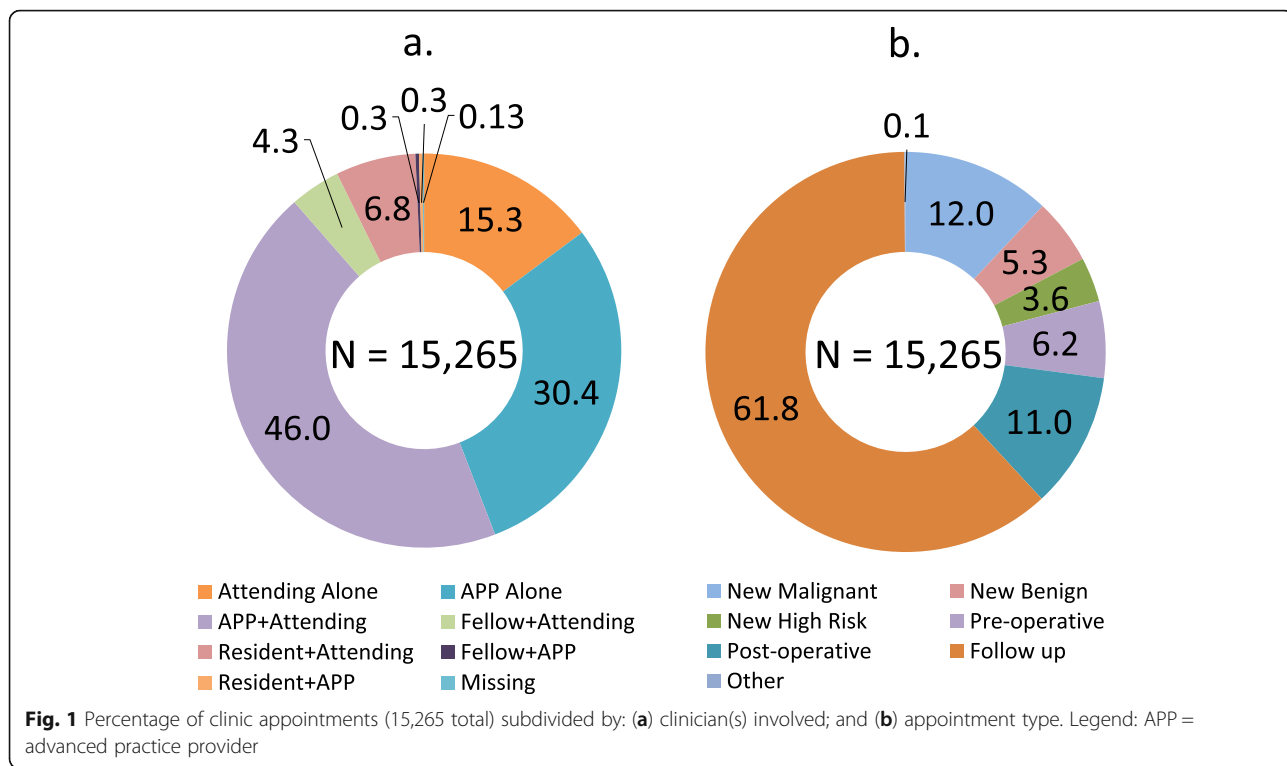 a.
b.
0.3
0.3
0.13
4.3
6.8
15.3
30.4
46.0
N = 15,265
0.1
12.0
5.3
3.6
6.2
11.0
61.8
N = 15,265
Attending Alone
APP Alone
APP+Attending
Fellow+Attending
Resident+Attending
Fellow+APP
Resident+APP
Missing
New Malignant
New Benign
New High Risk
Pre-operative
Post-operative
Follow up
Other
Fig. 1 Percentage of clinic appointments (15,265 total) subdivided by: (a) clinician(s) involved; and (b) appointment type. Legend: APP =
advanced practice provider